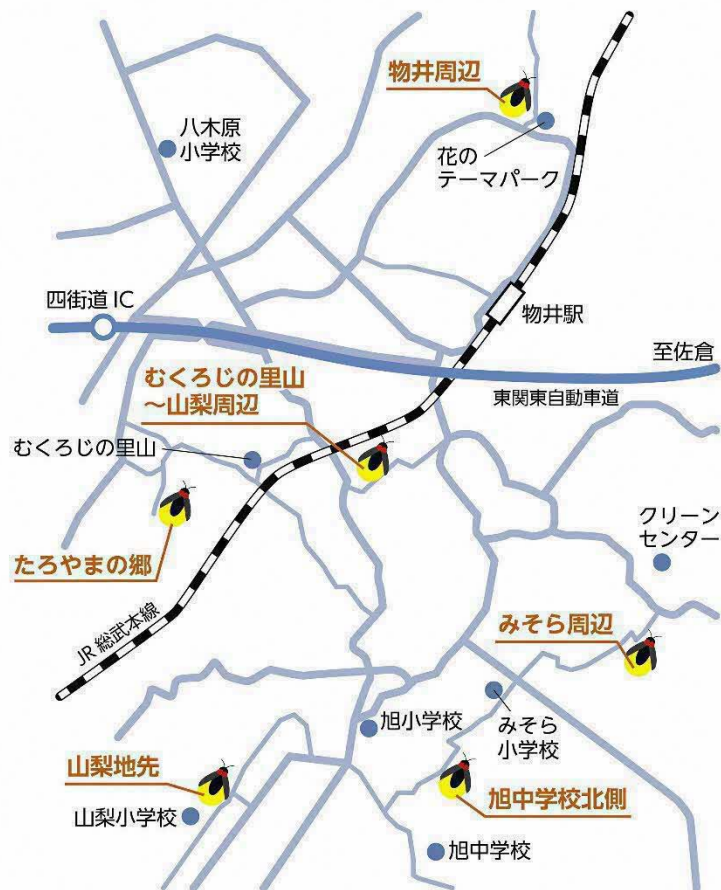 物井周辺
八木原
小学校
花の
テーマパーク
四街道 IC
物井駅
至佐倉
むくろじの里山
～山梨周辺
東関東自動車道
むくろじの里山
クリーン
センター
たろやまの郷
JR 総武本線
みそら周辺
旭小学校
みそら
小学校
山梨地先
旭中学校北側
山梨小学校
旭中学校